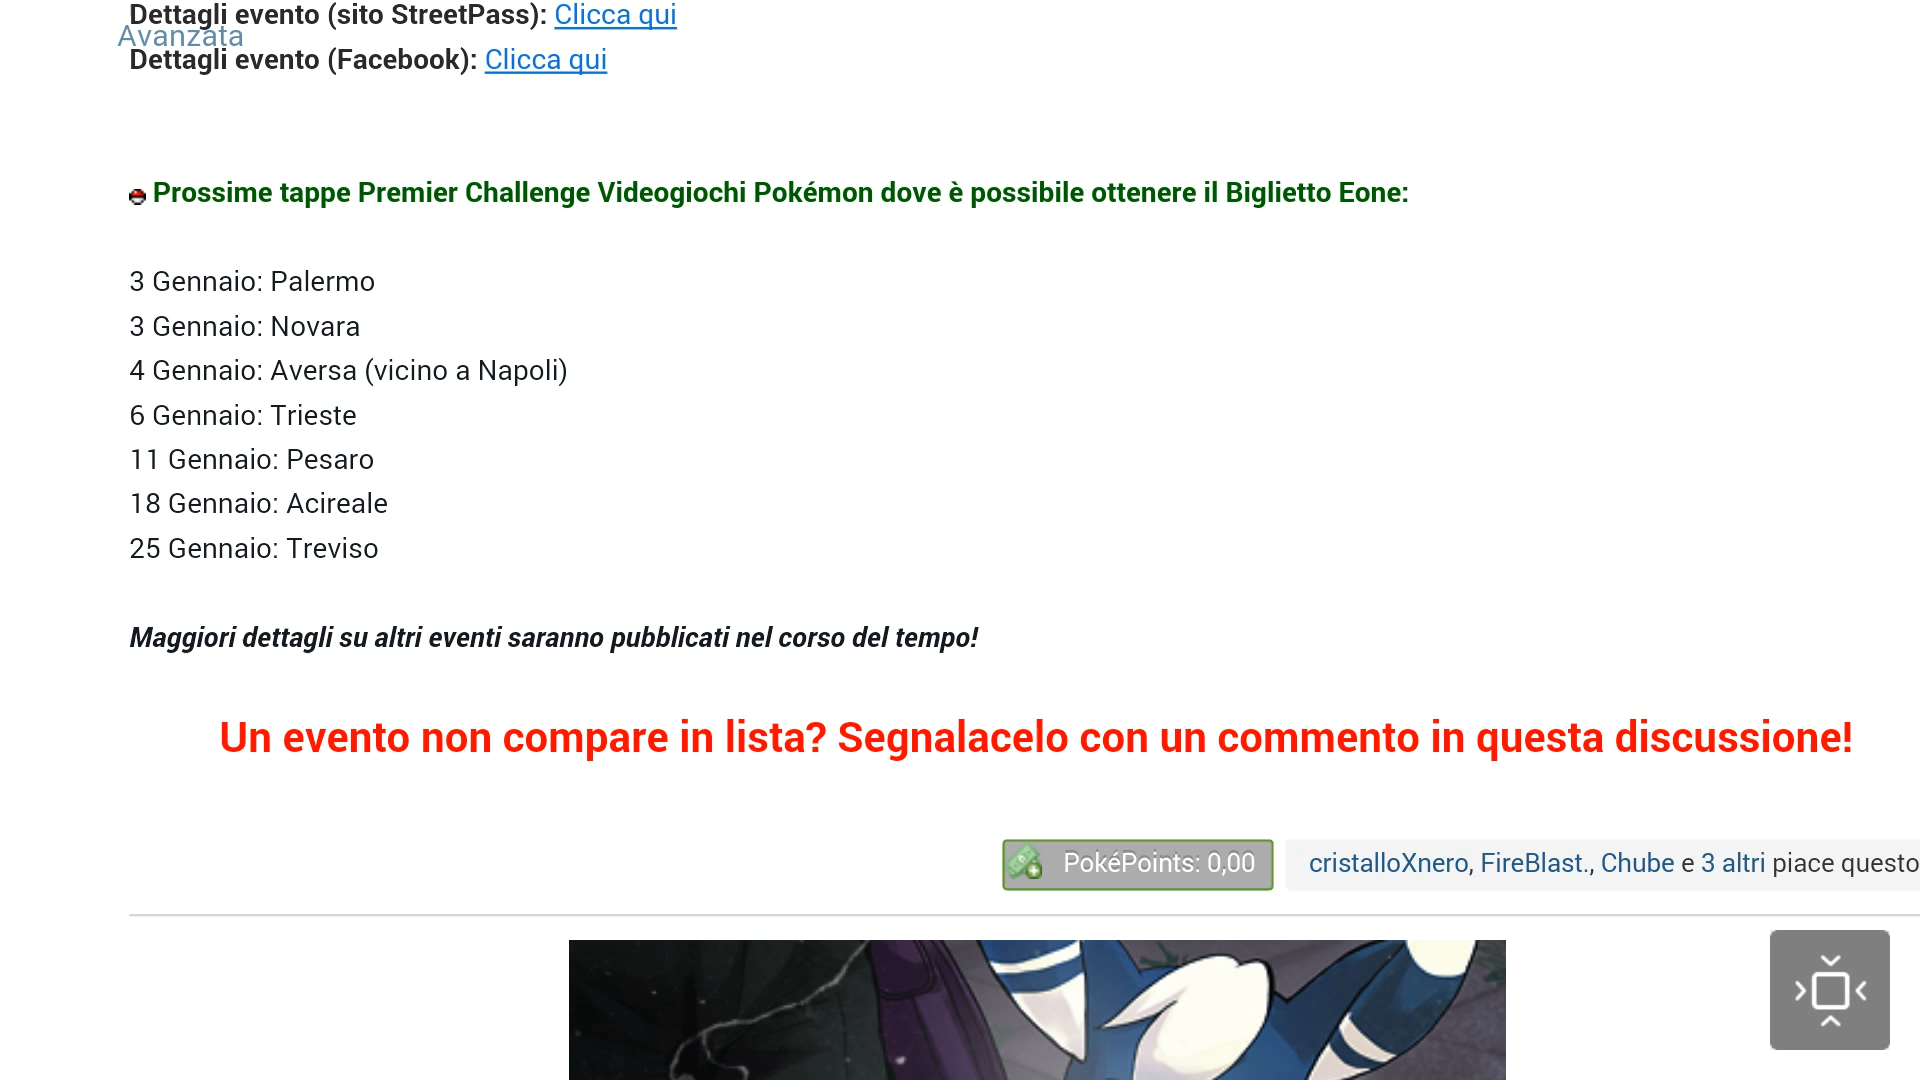 Dettagli evento (sito StreetPass): Clicca qui
Avanzata
Dettagli evento (Facebook): Clicca qui
Prossime tappe Premier Challenge Videogiochi Pokémon dove è possibile ottenere il Biglietto Eone:
3 Gennaio: Palermo
3 Gennaio: Novara
4 Gennaio: Aversa (vicino a Napoli)
6 Gennaio: Trieste
11 Gennaio: Pesaro
18 Gennaio: Acireale
25 Gennaio: Treviso
Maggiori dettagli su altri eventi saranno pubblicati nel corso del tempo!
Un evento non compare in lista? Segnalacelo con un commento in questa discussione!
PokéPoints: 0,00
cristalloXnero, FireBlast., Chube e 3 altri piace questo